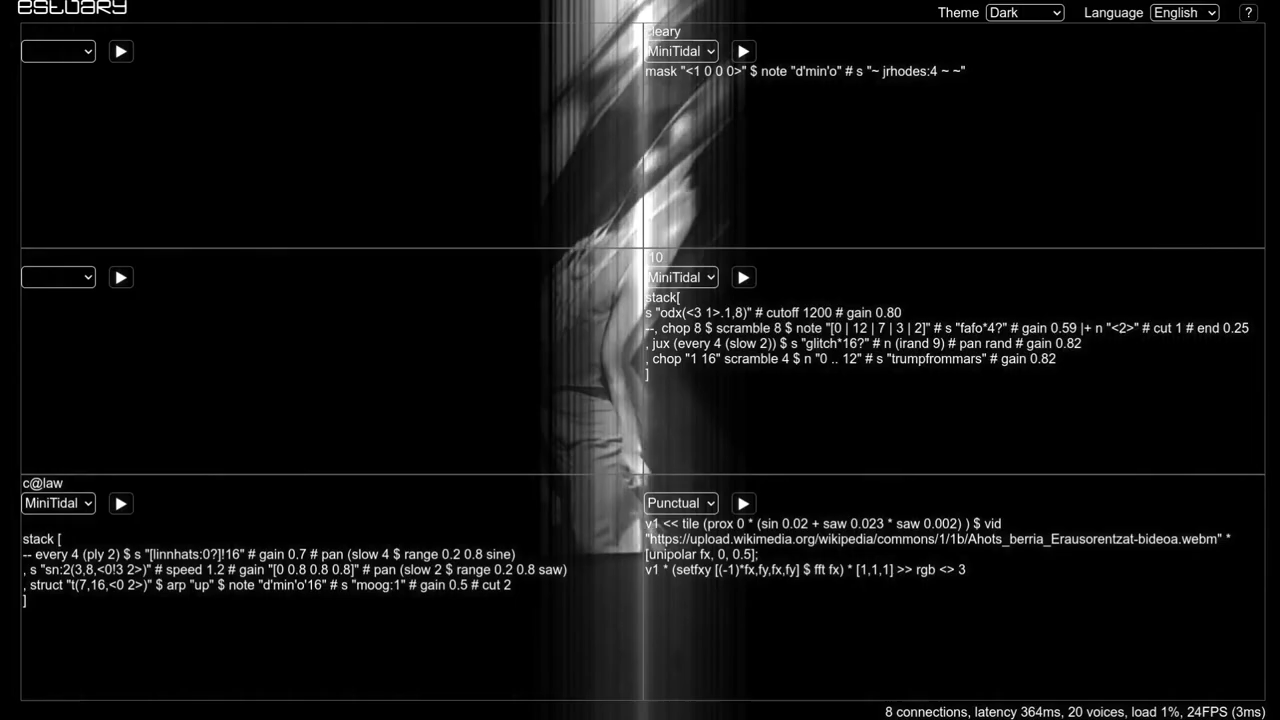 estuary
Theme Dark Language English ?
cleary
MiniTidal
mask "<1 0 0 0>" $ note "d'min'o" # s "~ jrhodes:4 ~ ~"
10
MiniTidal
stack[
s "odx(<3 1>.1,8)" # cutoff 1200 # gain 0.80
--, chop 8 $ scramble 8 $ note "[0 | 12 | 7 | 3 | 2]" # s "fafo*4?" # gain 0.59 |+ n "<2>" # cut 1 # end 0.25
, jux (every 4 (slow 2)) $ s "glitch*16?" # n (irand 9) # pan rand # gain 0.82
, chop "1 16" scramble 4 $ n "0 .. 12" # s "trumpfrommars" # gain 0.82
]
c@law
MiniTidal
stack [
-- every 4 (ply 2) $ s "[linnhats:0?]!16" # gain 0.7 # pan (slow 4 $ range 0.2 0.8 sine)
, s "sn:2(3,8,<0!3 2>)" # speed 1.2 # gain "[0 0.8 0.8 0.8]" # pan (slow 2 $ range 0.2 0.8 saw)
, struct "t(7,16,<0 2>)" $ arp "up" $ note "d'min'o'16" # s "moog:1" # gain 0.5 # cut 2
]
Punctual
v1 << tile (prox 0 * (sin 0.02 + saw 0.023 * saw 0.002) ) $ vid
"https://upload.wikimedia.org/wikipedia/commons/1/1b/Ahots_berria_Erausorentzat-bideoa.webm" *
[unipolar fx, 0, 0.5];
v1 * (setfxy [(-1)*fx,fy,fx,fy] $ fft fx) * [1,1,1] >> rgb <> 3
8 connections, latency 364ms, 20 voices, load 1%, 24FPS (3ms)